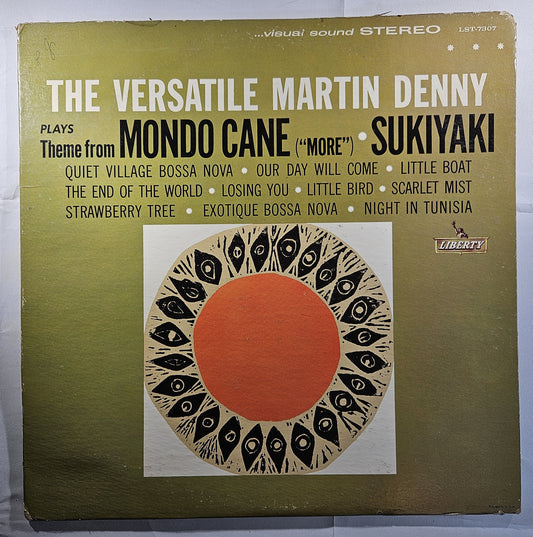 ...visual sound STEREO LST-7307
THE VERSATILE MARTIN DENNY
PLAYS
Theme from MONDO CANE ("MORE") • SUKIYAKI
QUIET VILLAGE BOSSA NOVA • OUR DAY WILL COME • LITTLE BOAT
THE END OF THE WORLD • LOSING YOU • LITTLE BIRD • SCARLET MIST
STRAWBERRY TREE • EXOTIQUE BOSSA NOVA • NIGHT IN TUNISIA
LIBERTY